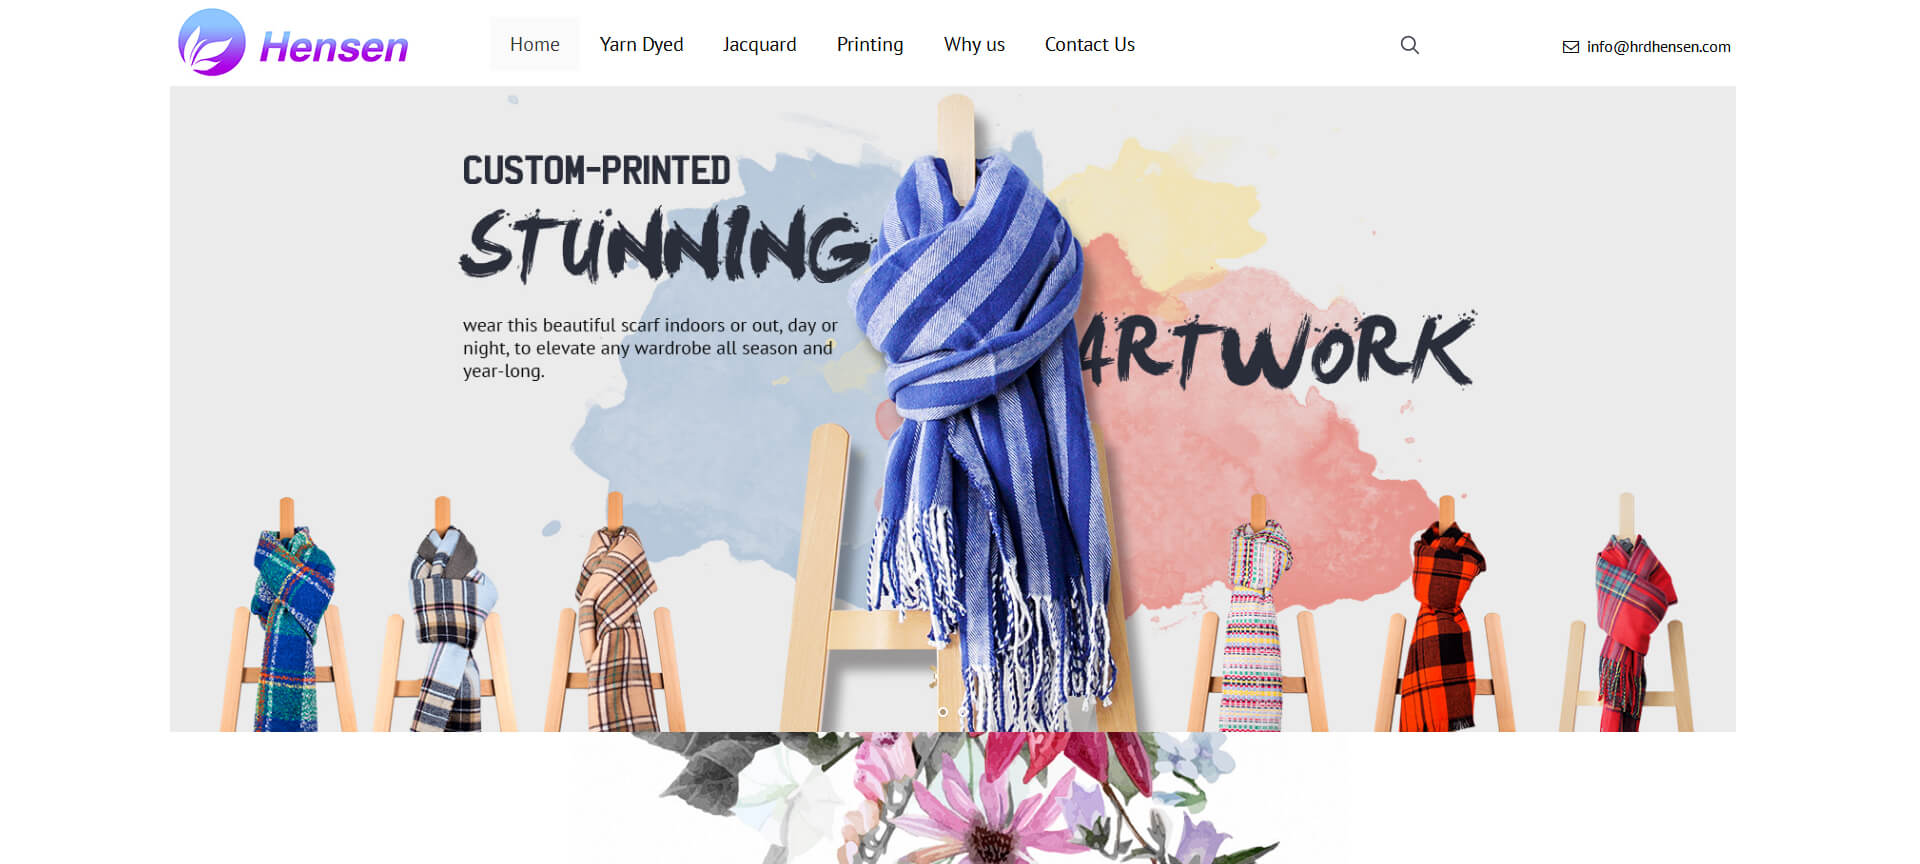 Hensen
Home
Yarn Dyed
Jacquard
Printing
Why us
Contact Us
info@hrdhensen.com
CUSTOM-PRINTED
STUNNING
wear this beautiful scarf indoors or out, day or
night, to elevate any wardrobe all season and
year-long.
ARTWORK